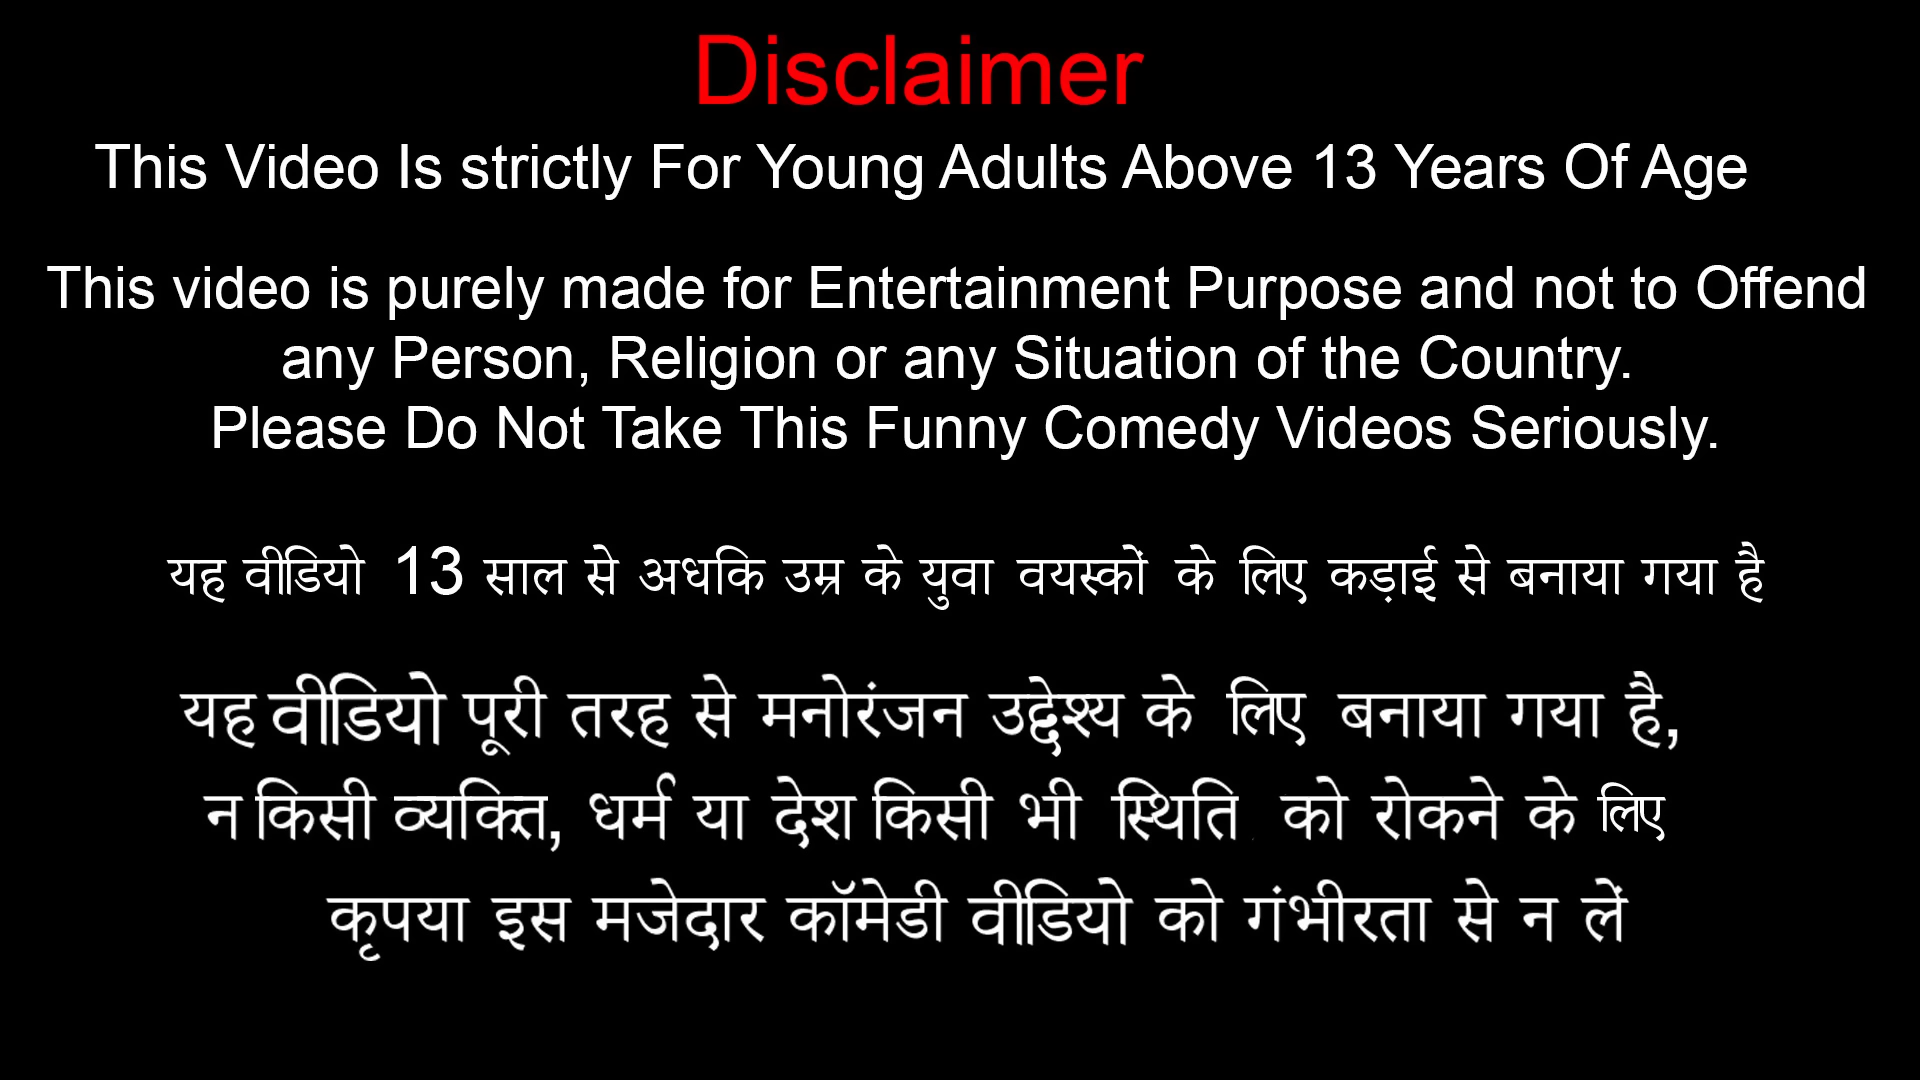 Disclaimer
This Video Is strictly For Young Adults Above 13 Years Of Age
This video is purely made for Entertainment Purpose and not to Offend
any Person, Religion or any Situation of the Country.
Please Do Not Take This Funny Comedy Videos Seriously.
यह वीडियो 13 साल से अधकि उम्र के युवा वयस्कों के लिए कड़ाई से बनाया गया है
यह वीडियो पूरी तरह से मनोरंजन उद्देश्य के लिए बनाया गया है,
न किसी व्यक्ति, धर्म या देश किसी भी स्थिति को रोकने के लिए
कृपया इस मजेदार कॉमेडी वीडियो को गंभीरता से न लें